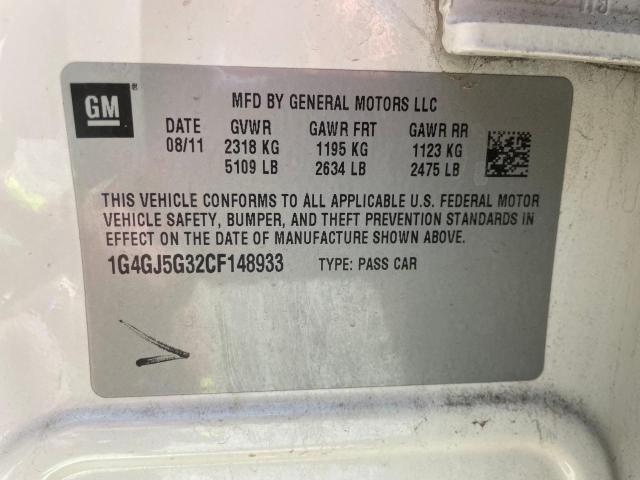 GM ®
MFD BY GENERAL MOTORS LLC
DATE GVWR GAWR FRT GAWR RR
08/11 2318 KG 1195 KG 1123 KG
5109 LB 2634 LB 2475 LB
THIS VEHICLE CONFORMS TO ALL APPLICABLE U.S. FEDERAL MOTOR
VEHICLE SAFETY, BUMPER, AND THEFT PREVENTION STANDARDS IN
EFFECT ON THE DATE OF MANUFACTURE SHOWN ABOVE.
1G4GJ5G32CF148933 TYPE: PASS CAR